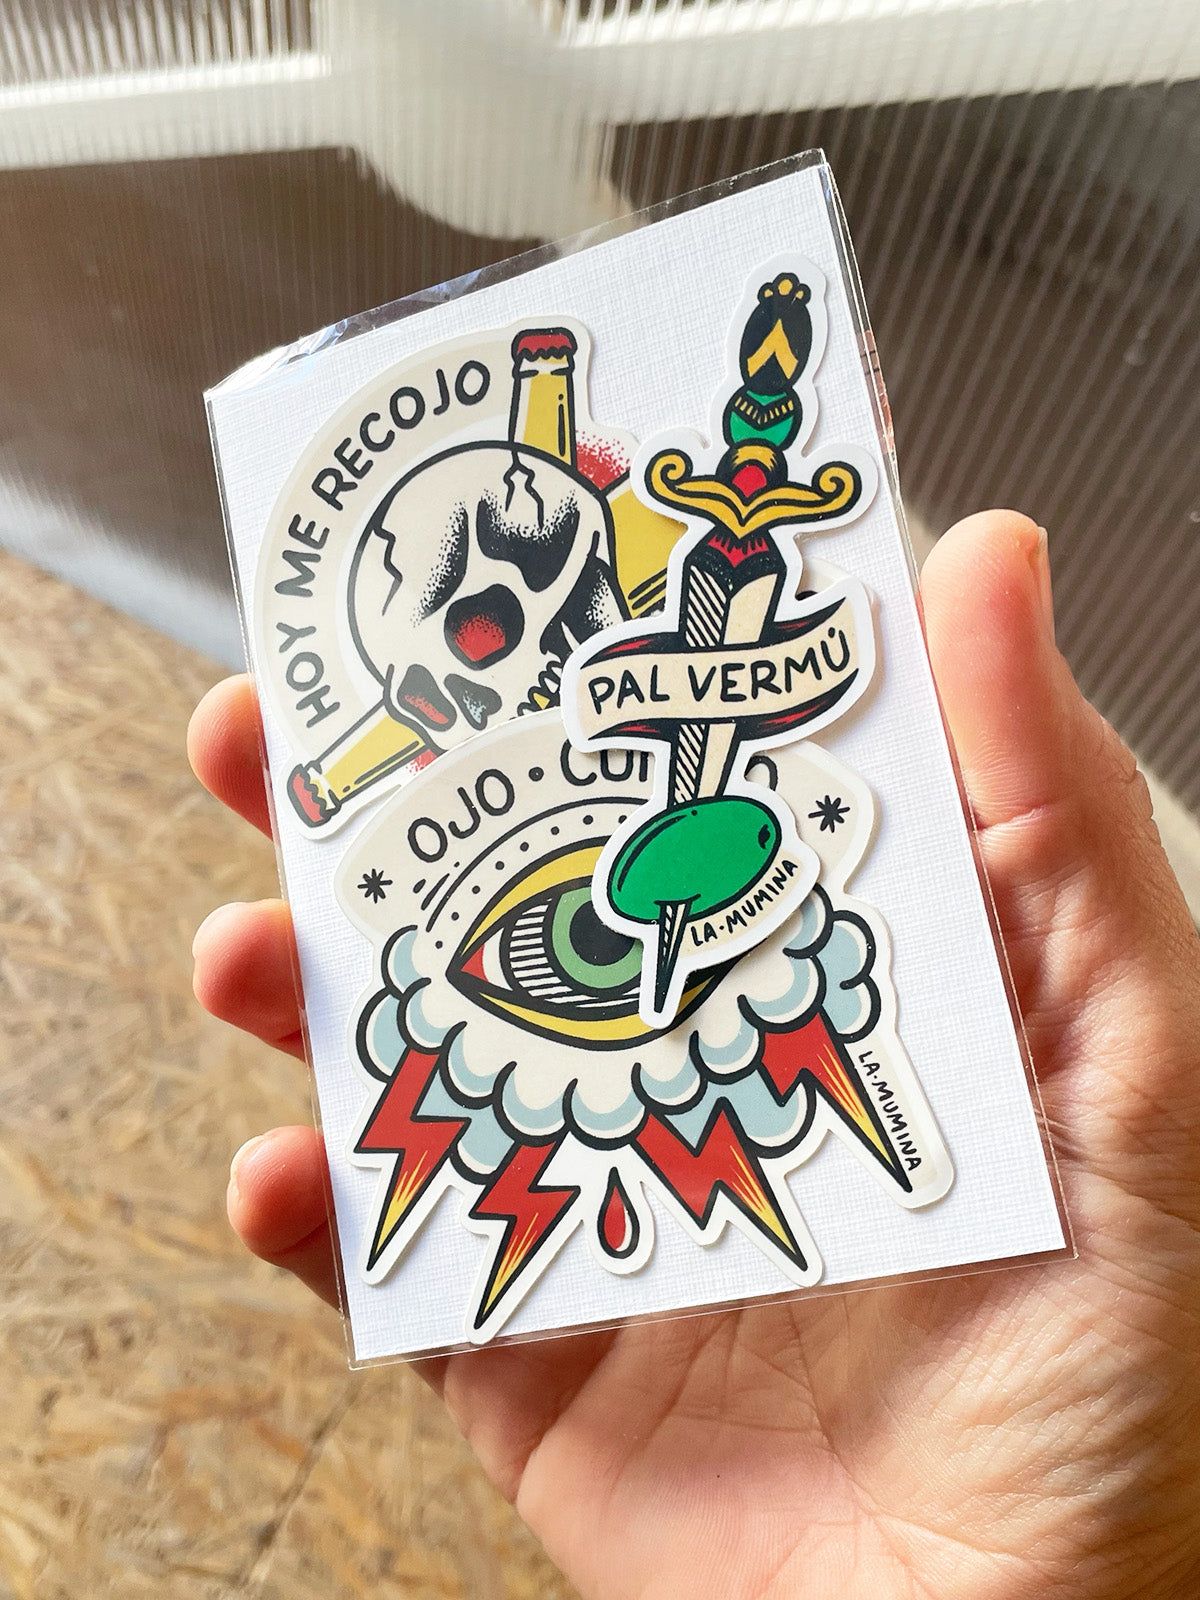 HOY ME RECOJO
PAL VERMÚ
OJO ·
LA·MUMINA
LA·MUMINA